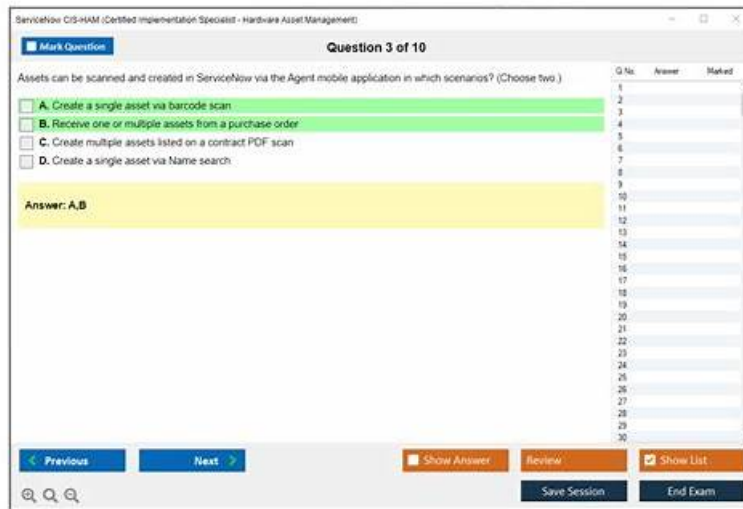 ServiceNow CIS-HAM (Certified Implementation Specialist - Hardware Asset Management)
Mark Question
Question 3 of 10
Assets can be scanned and created in ServiceNow via the Agent mobile application in which scenarios? (Choose two.)
A. Create a single asset via barcode scan
B. Receive one or multiple assets from a purchase order
C. Create multiple assets listed on a contract PDF scan
D. Create a single asset via Name search
Answer: A,B
Q.No. Answer Marked
1
2
3
4
5
6
7
8
9
10
11
12
13
14
15
16
17
18
19
20
21
22
23
24
25
26
27
28
29
30
Previous
Next
Show Answer
Review
Show List
Save Session
End Exam